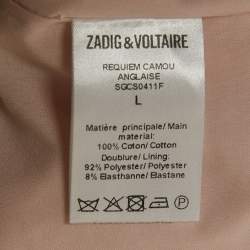 ZADIG & VOLTAIRE
REQUIEM CAMOU
ANGLAISE
SGCS0411F
L
Matière principale/ Main
material:
100% Coton/ Cotton
Doublure/ Lining:
92% Polyester/ Polyester
8% Elasthanne/ Elastane
P